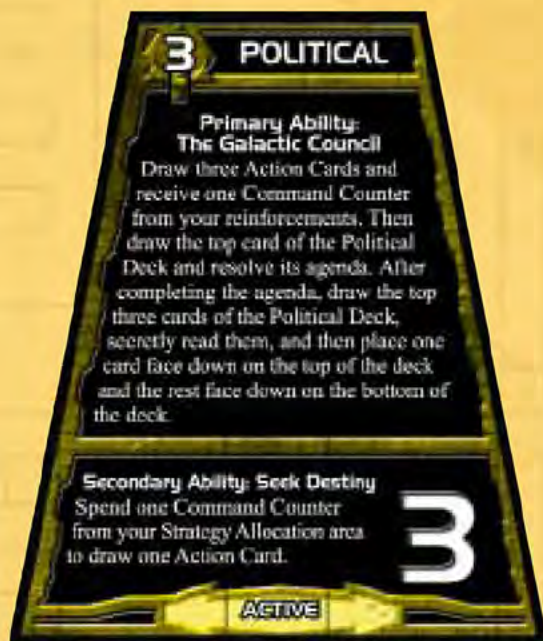 3 POLITICAL
Primary Ability:
The Galactic Council
Draw three Action Cards and
receive one Command Counter
from your reinforcements. Then
draw the top card of the Political
Deck and resolve its agenda. After
completing the agenda, draw the top
three cards of the Political Deck,
secretly read them, and then place one
card face down on the top of the deck
and the rest face down on the bottom of
the deck.
Secondary Ability: Seek Destiny
Spend one Command Counter
from your Strategy Allocation area
to draw one Action Card.
3
ACTIVE